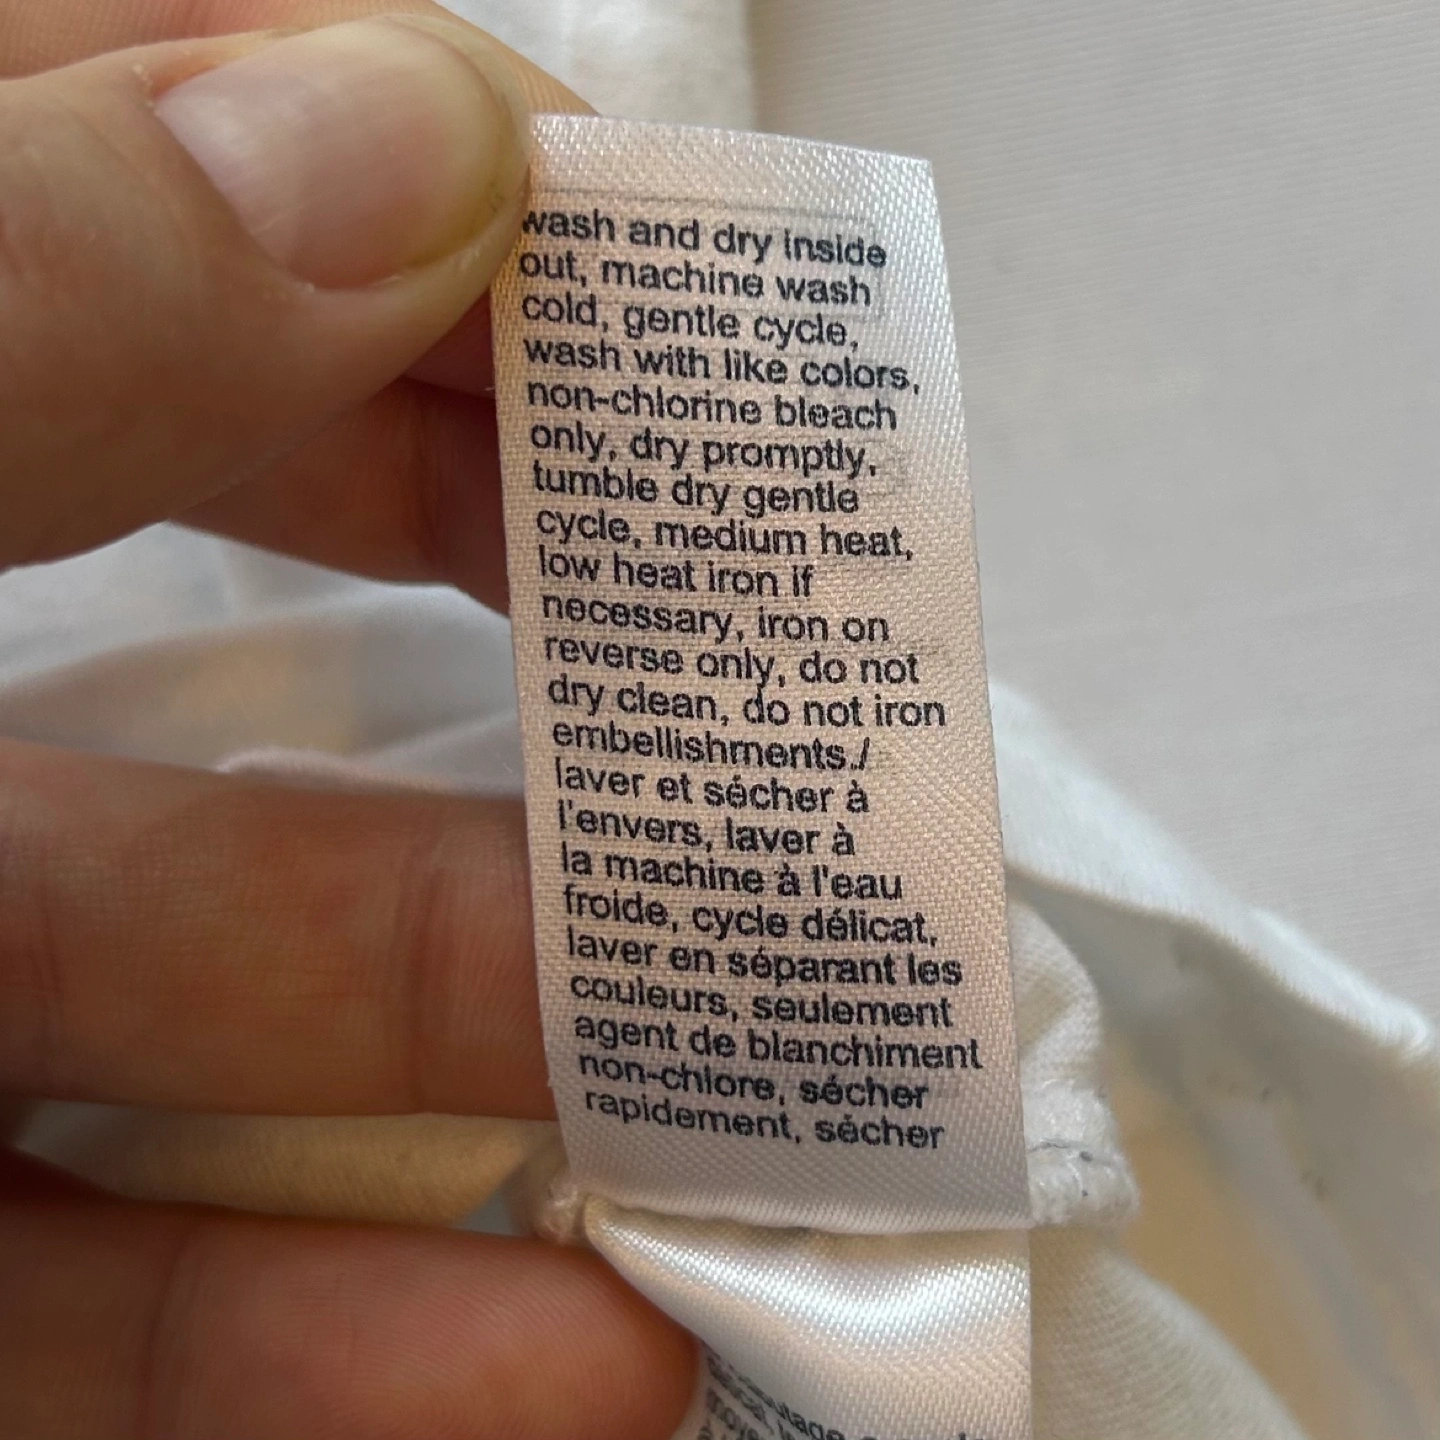 wash and dry inside
out, machine wash
cold, gentle cycle,
wash with like colors,
non-chlorine bleach
only, dry promptly,
tumble dry gentle
cycle, medium heat,
low heat iron if
necessary, iron on
reverse only, do not
dry clean, do not iron
embellishments./
laver et sécher à
l'envers, laver à
la machine à l'eau
froide, cycle délicat,
laver en séparant les
couleurs, seulement
agent de blanchiment
non-chlore, sécher
rapidement, sécher